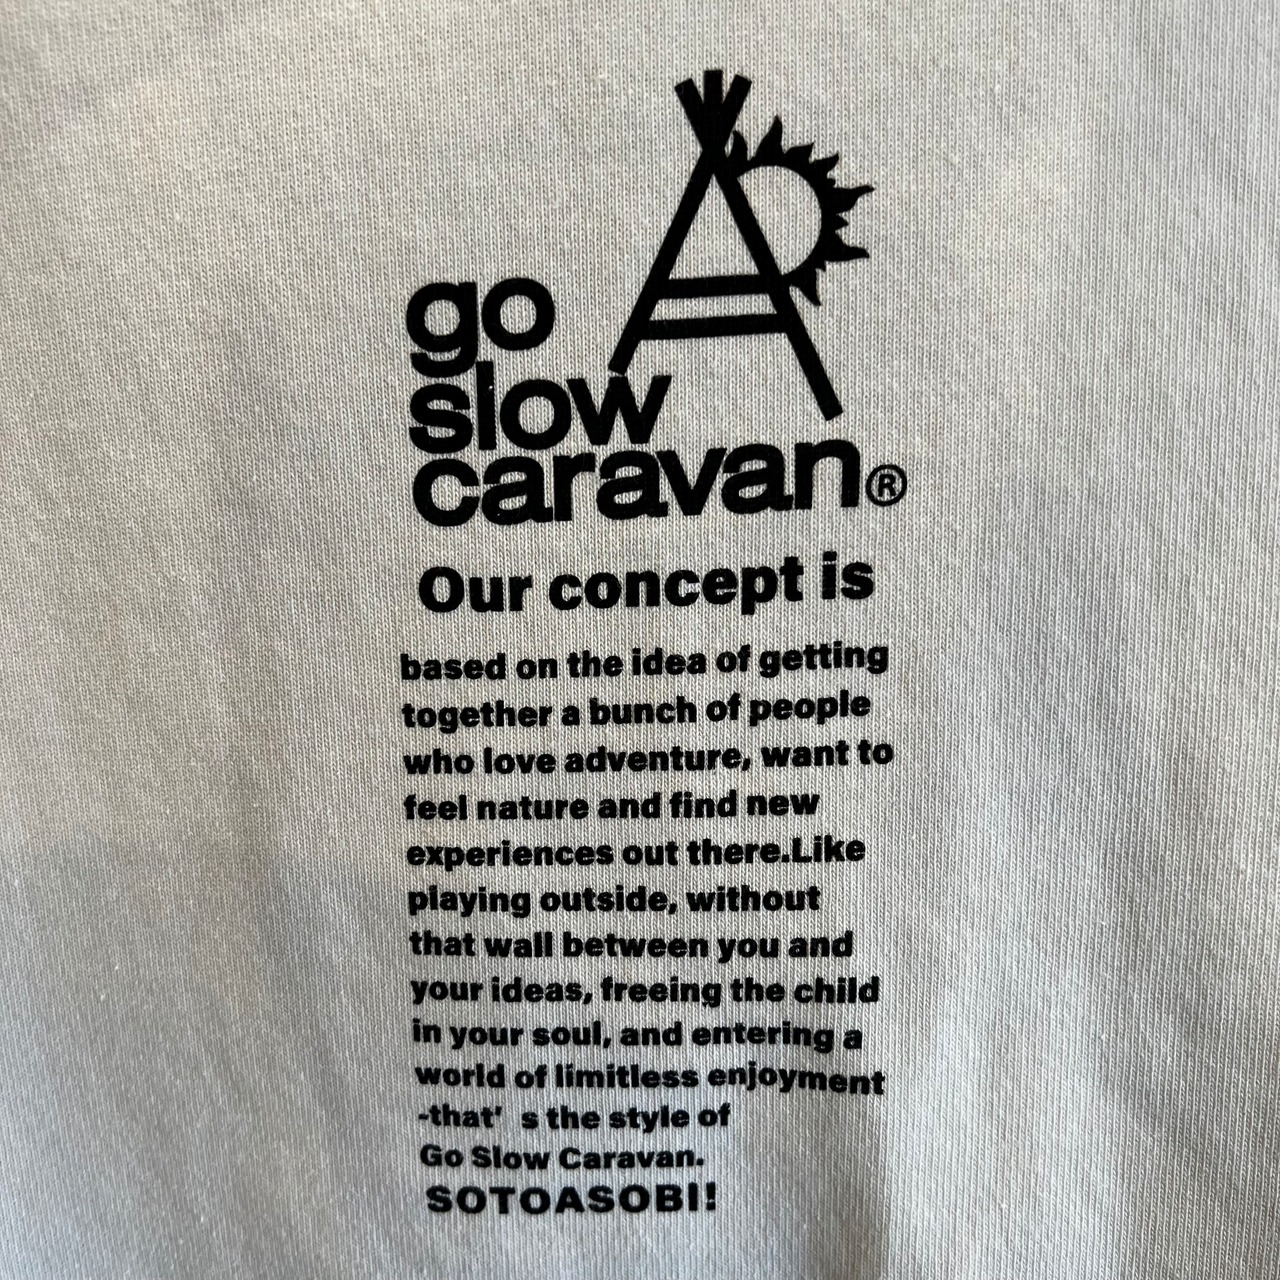 go
slow
caravan®
Our concept is
based on the idea of getting
together a bunch of people
who love adventure, want to
feel nature and find new
experiences out there.Like
playing outside, without
that wall between you and
your ideas, freeing the child
in your soul, and entering a
world of limitless enjoyment
-that' s the style of
Go Slow Caravan.
SOTOASOBI!